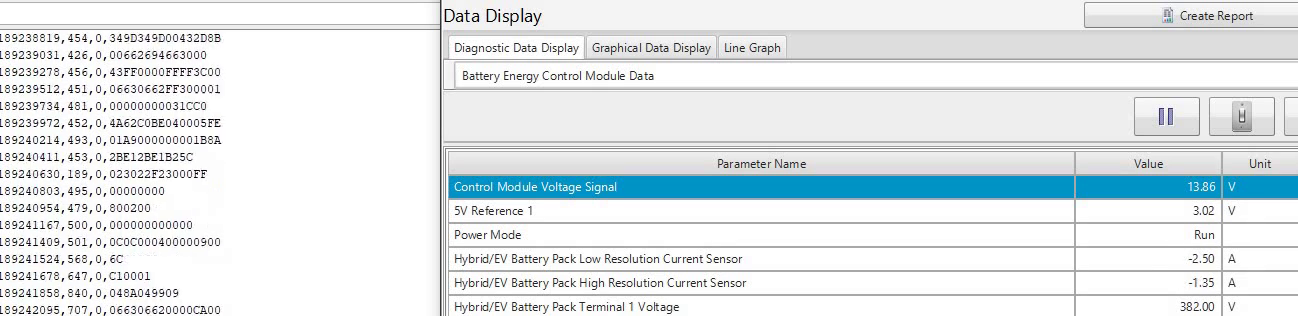 189238819,454,0,349D349D00432D8B
189239031,426,0,00662694663000
189239278,456,0,43FF0000FFFF3C00
189239512,451,0,06630662FF300001
189239734,481,0,00000000031CC0
189239972,452,0,4A62C0BE040005FE
189240214,493,0,01A9000000001B8A
189240411,453,0,2BE12BE1B25C
189240630,189,0,023022F23000FF
189240803,495,0,00000000
189240954,479,0,800200
189241167,500,0,000000000000
189241409,501,0,0C0C000400000900
189241524,568,0,6C
189241678,647,0,C10001
189241858,840,0,048A049909
189242095,707,0,066306620000CA00
Data Display
Create Report
Diagnostic Data Display Graphical Data Display Line Graph
Battery Energy Control Module Data
Parameter Name Value Unit
Control Module Voltage Signal 13.86 V
5V Reference 1 3.02 V
Power Mode Run
Hybrid/EV Battery Pack Low Resolution Current Sensor -2.50 A
Hybrid/EV Battery Pack High Resolution Current Sensor -1.35 A
Hybrid/EV Battery Pack Terminal 1 Voltage 382.00 V